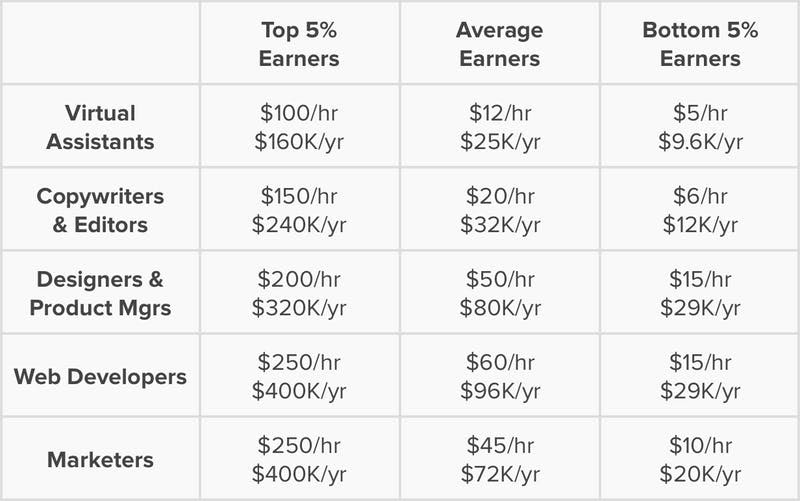 Top 5%
Earners
Average
Earners
Bottom 5%
Earners
Virtual
Assistants
$100/hr
$160K/yr
$12/hr
$25K/yr
$5/hr
$9.6K/yr
Copywriters
& Editors
$150/hr
$240K/yr
$20/hr
$32K/yr
$6/hr
$12K/yr
Designers &
Product Mgrs
$200/hr
$320K/yr
$50/hr
$80K/yr
$15/hr
$29K/yr
Web Developers
$250/hr
$400K/yr
$60/hr
$96K/yr
$15/hr
$29K/yr
Marketers
$250/hr
$400K/yr
$45/hr
$72K/yr
$10/hr
$20K/yr